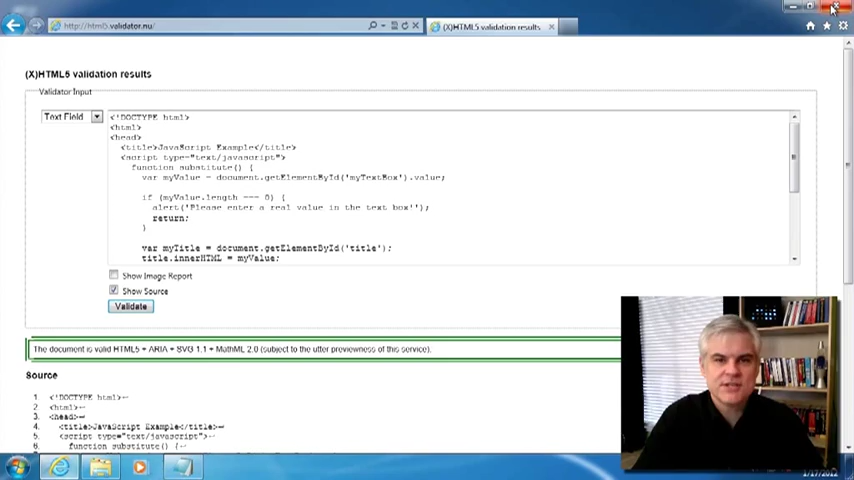 http://html5.validator.nu/
(X)HTML5 validation results
(X)HTML5 validation results
Validator Input
Text Field
<!DOCTYPE html>
<html>
<head>
<title>JavaScript Example</title>
<script type="text/javascript">
function substitute() {
var myValue = document.getElementById('myTextBox').value;
if (myValue.length === 0) {
alert('Please enter a real value in the text box!');
return;
}
var myTitle = document.getElementById('title');
title.innerHTML = myValue;
Show Image Report
Show Source
Validate
The document is valid HTML5 + ARIA + SVG 1.1 + MathML 2.0 (subject to the utter previewness of this service).
Source
1. <!DOCTYPE html>↩
2. <html>↩
3. <head>↩
4. <title>JavaScript Example</title>↩
5. <script type="text/javascript">↩
6. function substitute() {↩
1/17/2012